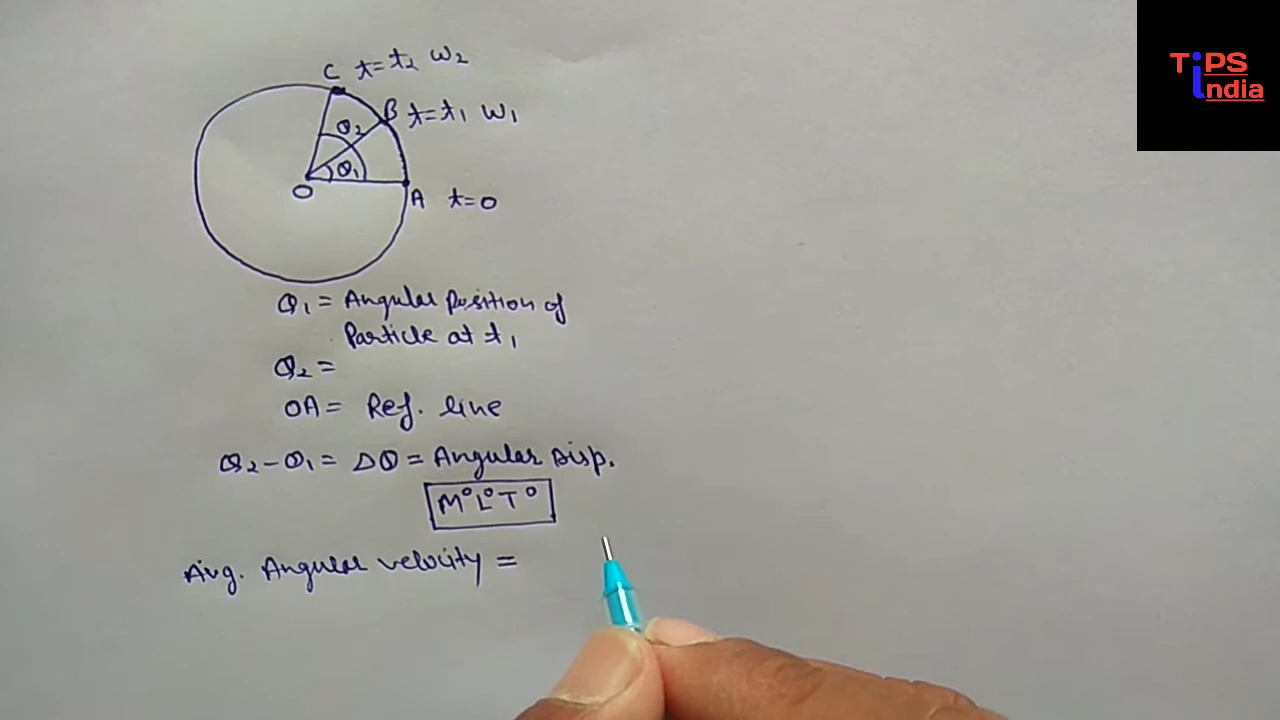 TiPS
India
C t=t₂ ω₂
B t=t₁ ω₁
θ₂
θ₁
O
A t=0
θ₁ = Angular Position of
Particle at t₁
θ₂ =
OA = Ref. line
θ₂-θ₁ = Δθ = Angular Disp.
M⁰L⁰T⁰
Avg. Angular velocity =